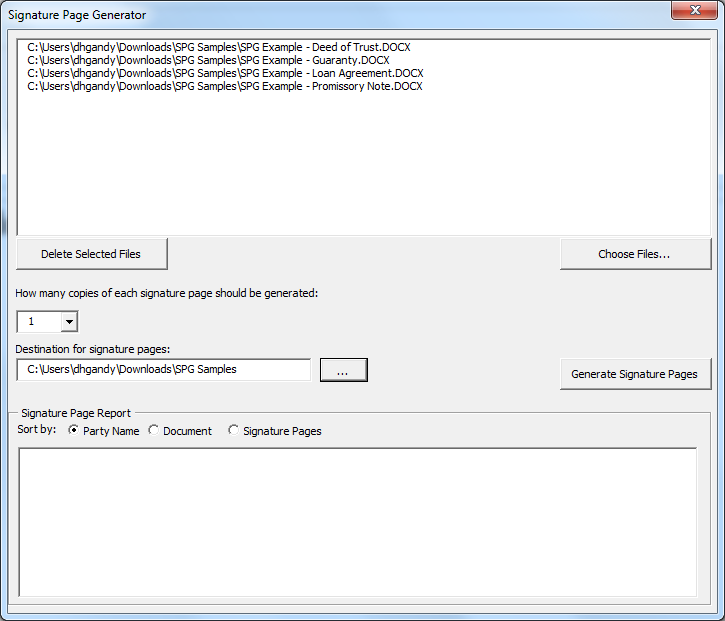 Signature Page Generator
C:\Users\dhgandy\Downloads\SPG Samples\SPG Example - Deed of Trust.DOCX
C:\Users\dhgandy\Downloads\SPG Samples\SPG Example - Guaranty.DOCX
C:\Users\dhgandy\Downloads\SPG Samples\SPG Example - Loan Agreement.DOCX
C:\Users\dhgandy\Downloads\SPG Samples\SPG Example - Promissory Note.DOCX
Delete Selected Files Choose Files...
How many copies of each signature page should be generated:
1
Destination for signature pages:
C:\Users\dhgandy\Downloads\SPG Samples ... Generate Signature Pages
Signature Page Report
Sort by: Party Name Document Signature Pages